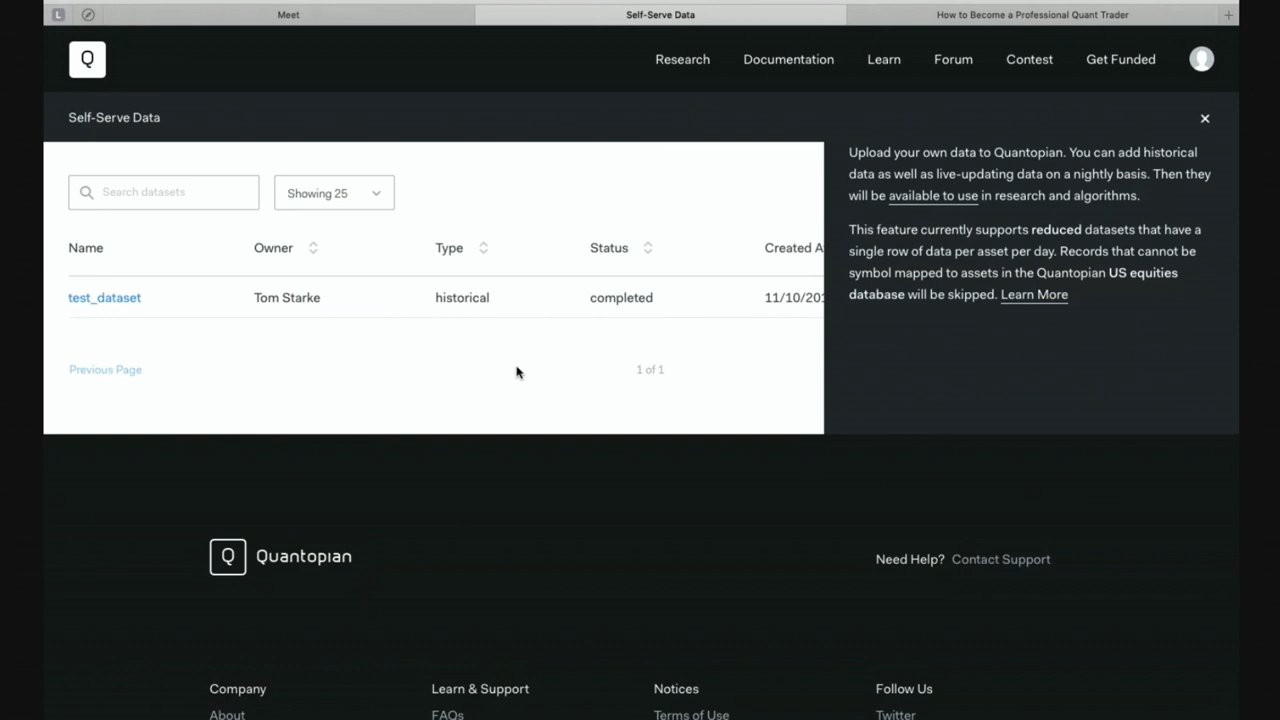 L
Meet
Self-Serve Data
How to Become a Professional Quant Trader
Q
Research
Documentation
Learn
Forum
Contest
Get Funded
Self-Serve Data
Search datasets
Showing 25
Name
Owner
Type
Status
Created A
test_dataset
Tom Starke
historical
completed
11/10/201
Previous Page
1 of 1
Upload your own data to Quantopian. You can add historical
data as well as live-updating data on a nightly basis. Then they
will be available to use in research and algorithms.
This feature currently supports reduced datasets that have a
single row of data per asset per day. Records that cannot be
symbol mapped to assets in the Quantopian US equities
database will be skipped. Learn More
Q Quantopian
Need Help? Contact Support
Company
Learn & Support
Notices
Follow Us
About
FAQs
Terms of Use
Twitter